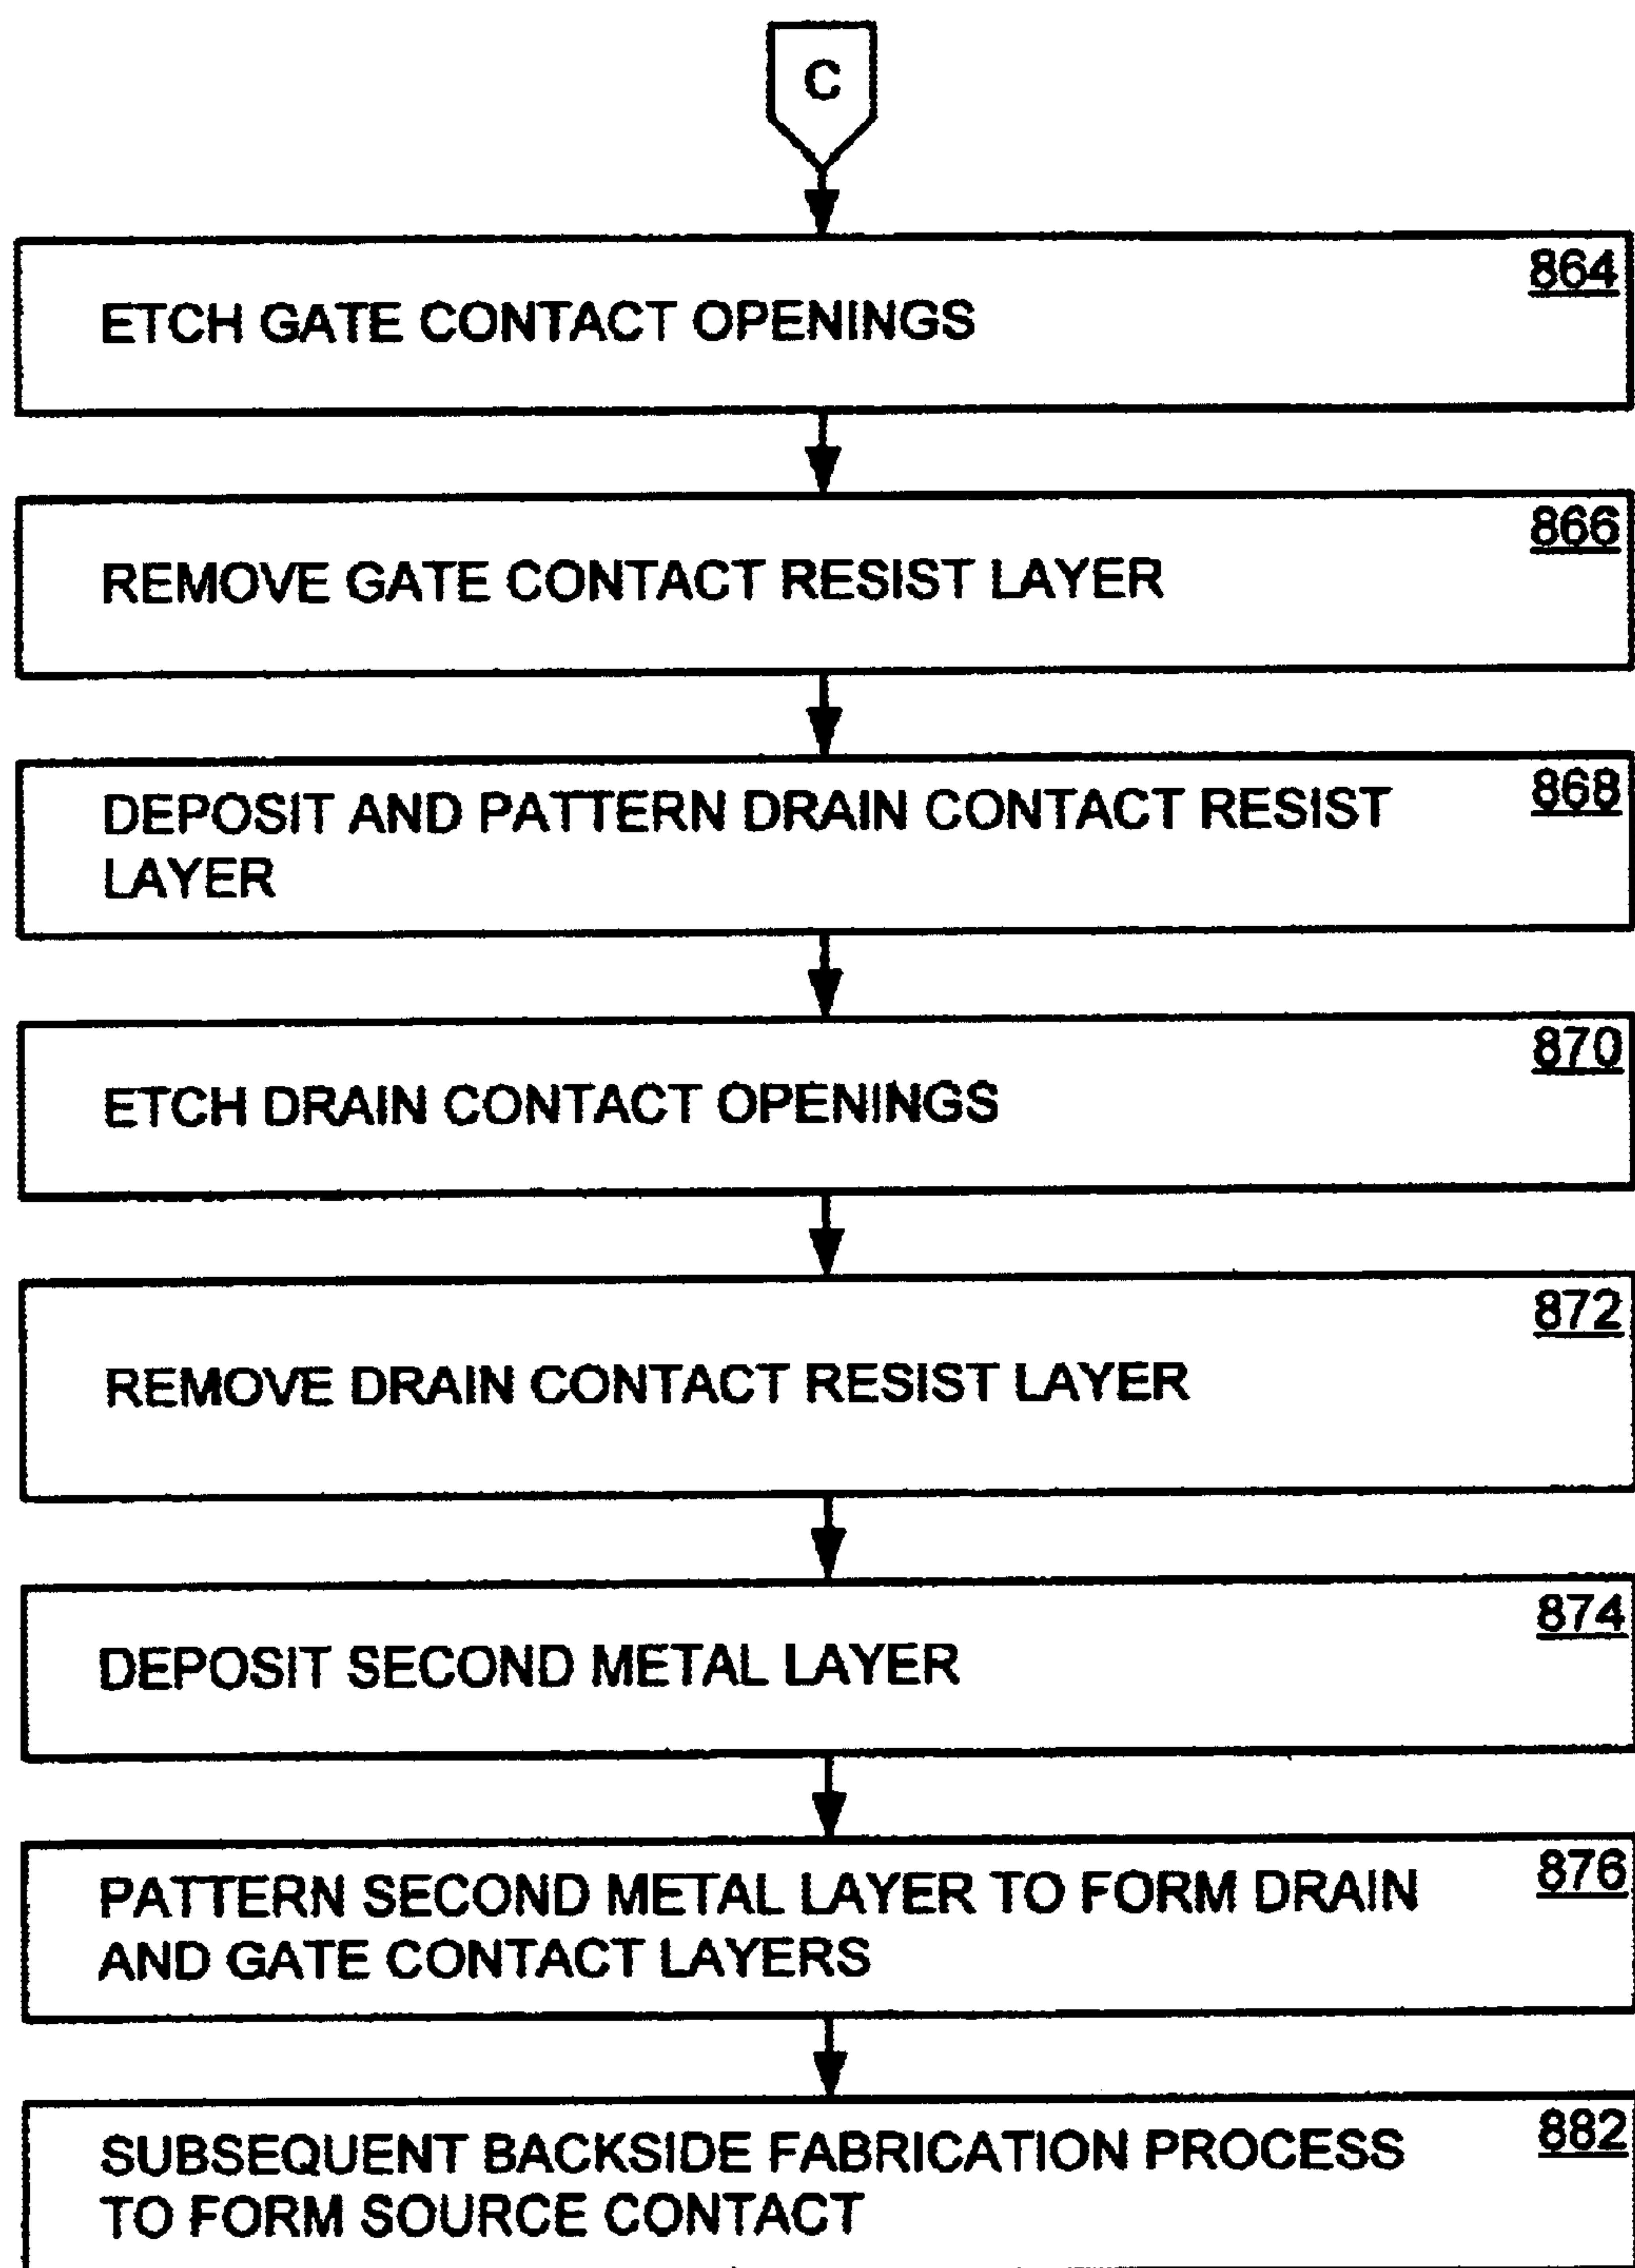 C
864
ETCH GATE CONTACT OPENINGS
866
REMOVE GATE CONTACT RESIST LAYER
868
DEPOSIT AND PATTERN DRAIN CONTACT RESIST
LAYER
870
ETCH DRAIN CONTACT OPENINGS
872
REMOVE DRAIN CONTACT RESIST LAYER
874
DEPOSIT SECOND METAL LAYER
876
PATTERN SECOND METAL LAYER TO FORM DRAIN
AND GATE CONTACT LAYERS
882
SUBSEQUENT BACKSIDE FABRICATION PROCESS
TO FORM SOURCE CONTACT